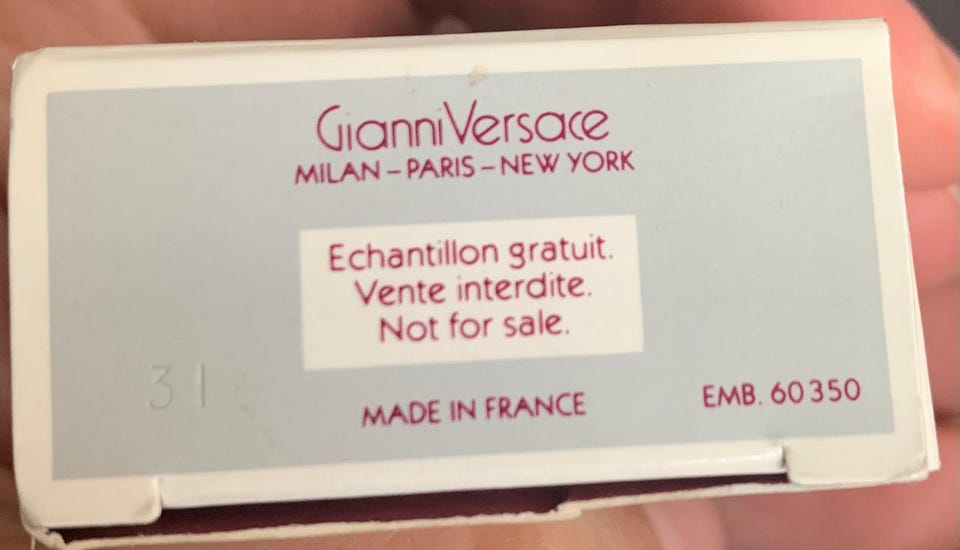 Gianni Versace
MILAN – PARIS – NEW YORK
Echantillon gratuit.
Vente interdite.
Not for sale.
31
MADE IN FRANCE
EMB. 60350